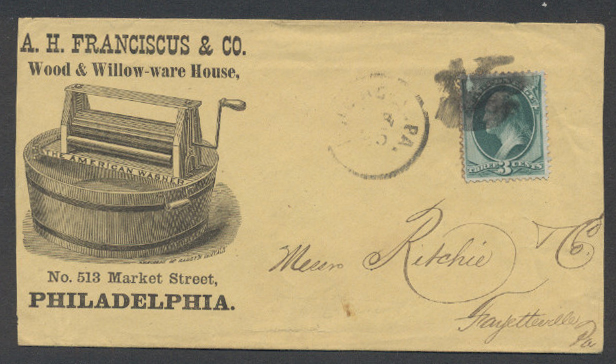 A. H. FRANCISCUS & CO.
Wood & Willow-ware House,
THE AMERICAN WASHER
No. 513 Market Street,
PHILADELPHIA.
PA.
THREE 3 CENTS
Messrs Ritchie & Co.
Fayetteville
Pa